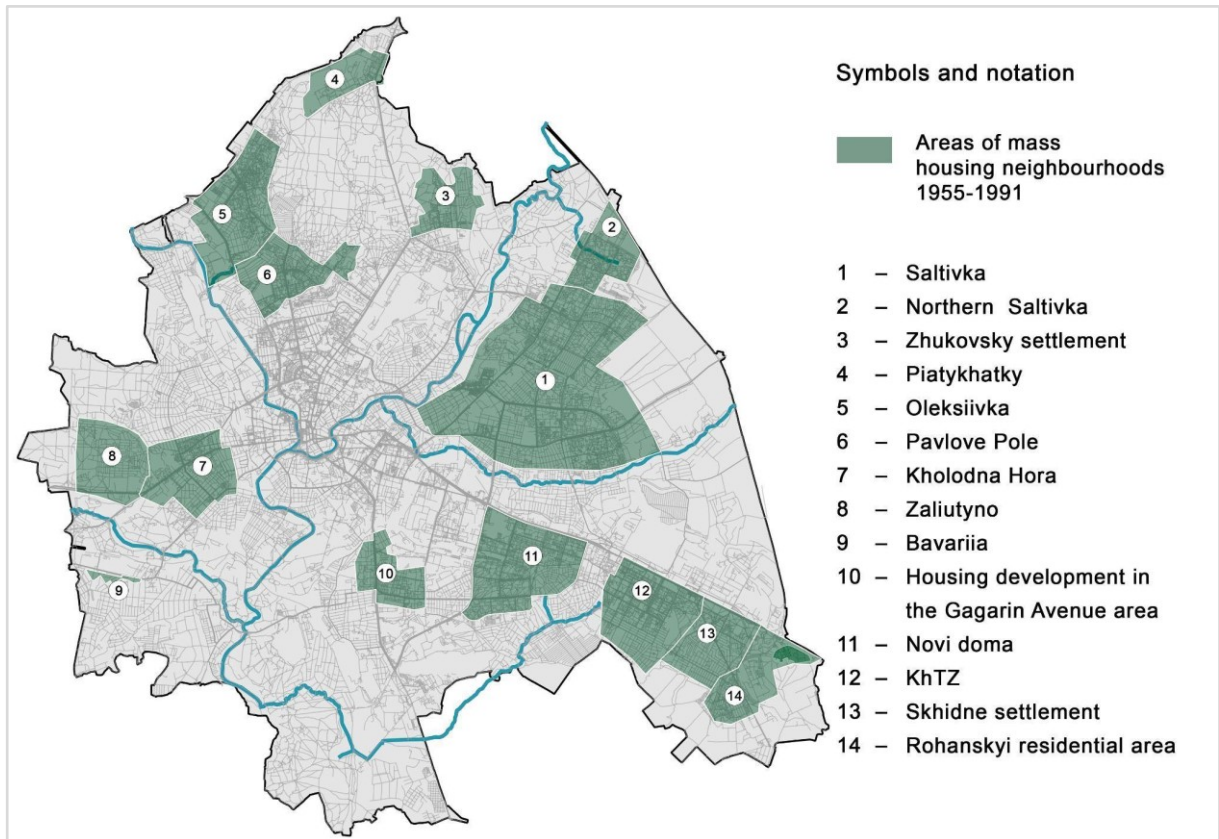 Symbols and notation
Areas of mass
housing neighbourhoods
1955-1991
1 – Saltivka
2 – Northern Saltivka
3 – Zhukovsky settlement
4 – Piatykhatky
5 – Oleksiivka
6 – Pavlove Pole
7 – Kholodna Hora
8 – Zaliutyno
9 – Bavariia
10 – Housing development in
the Gagarin Avenue area
11 – Novi doma
12 – KhTZ
13 – Skhidne settlement
14 – Rohanskyi residential area
4
3
5
2
6
1
8
7
11
10
9
12
13
14